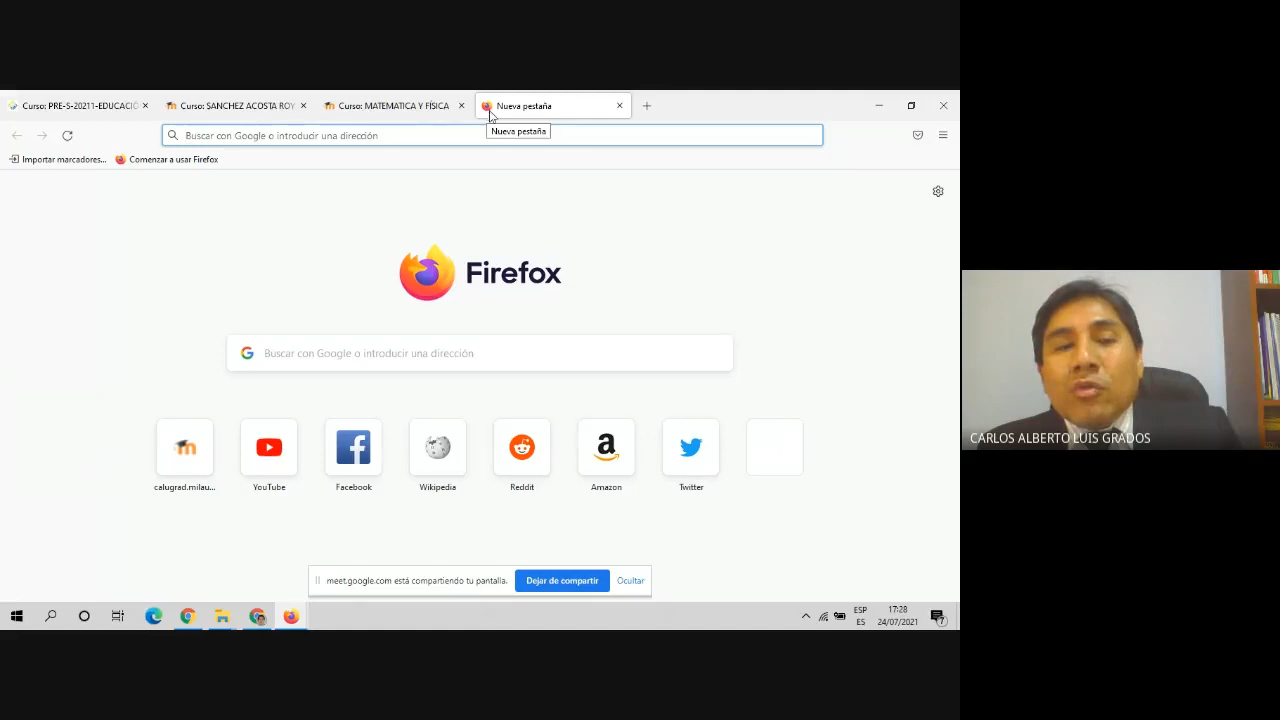 Curso: PRE-S-20211-EDUCACIÓ
Curso: SANCHEZ ACOSTA ROY
Curso: MATEMATICA Y FÍSICA
Nueva pestaña
Buscar con Google o introducir una dirección
Nueva pestaña
Importar marcadores...
Comenzar a usar Firefox
Firefox
Buscar con Google o introducir una dirección
calugrad.milau...
YouTube
Facebook
Wikipedia
Reddit
Amazon
Twitter
CARLOS ALBERTO LUIS GRADOS
meet.google.com está compartiendo tu pantalla.
Dejar de compartir
Ocultar
ESP
ES
17:28
24/07/2021
7